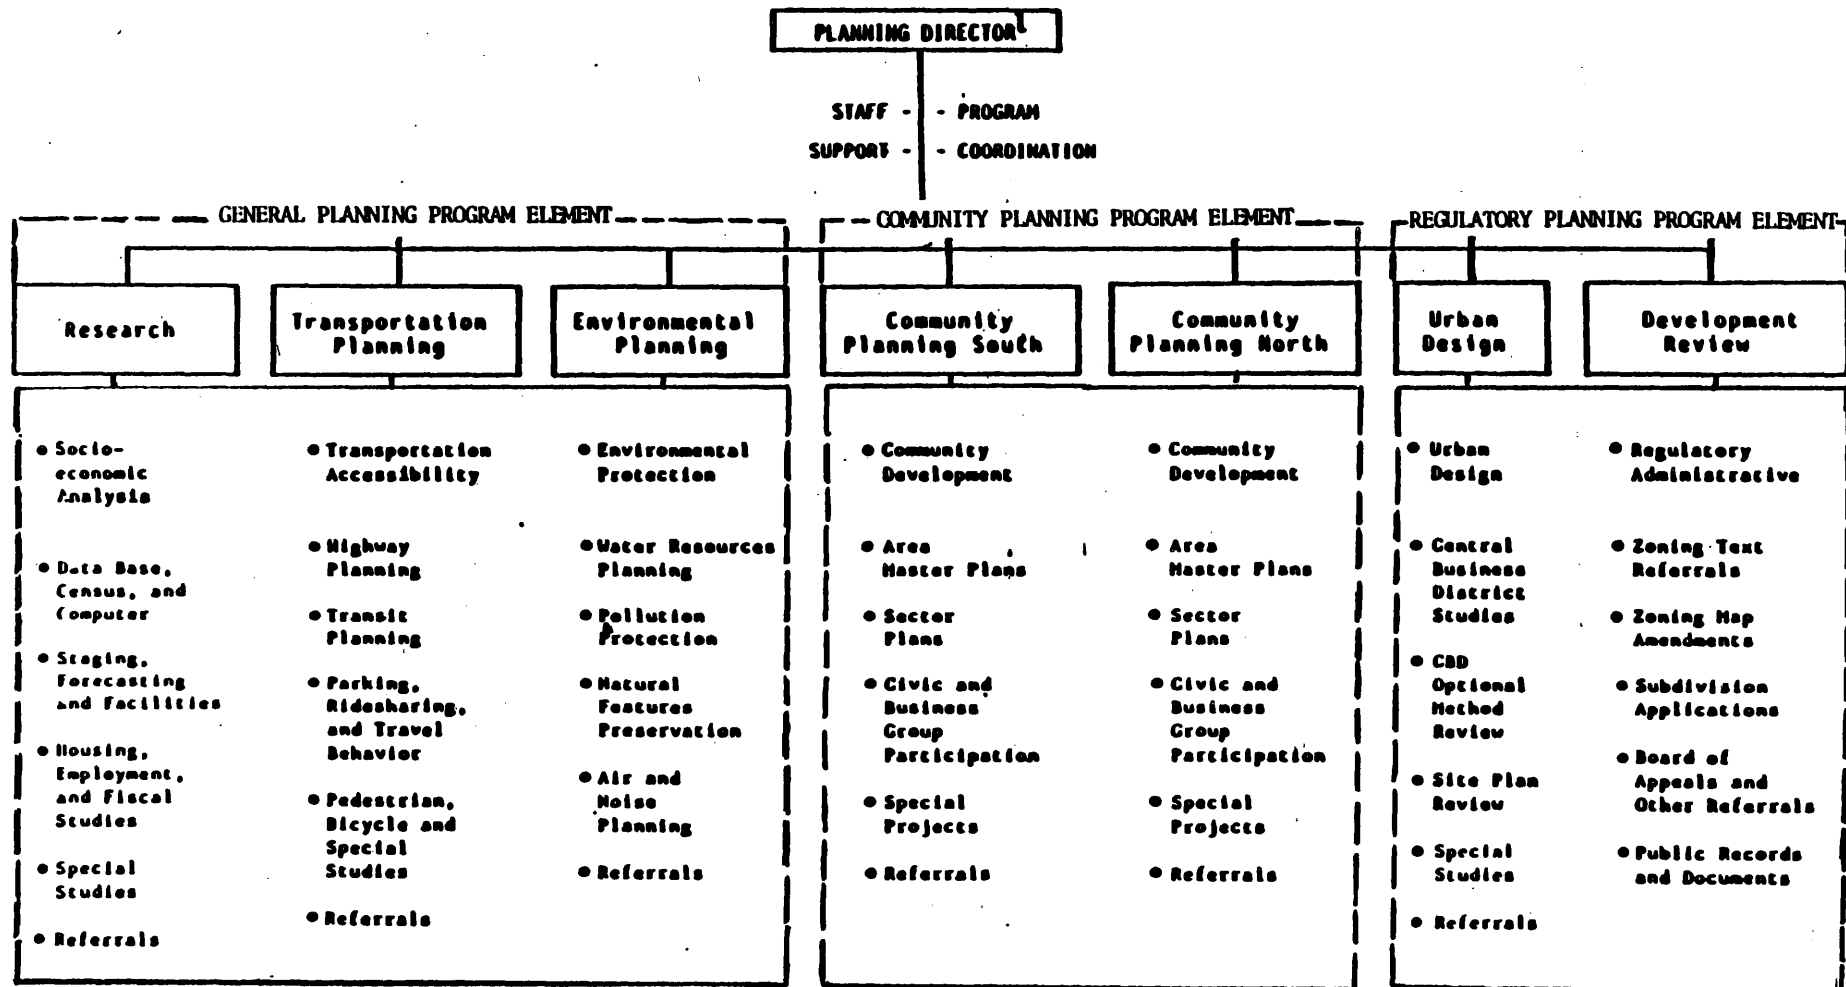 PLANNING DIRECTOR
STAFF - - PROGRAM
SUPPORT - - COORDINATION
GENERAL PLANNING PROGRAM ELEMENT
COMMUNITY PLANNING PROGRAM ELEMENT
REGULATORY PLANNING PROGRAM ELEMENT
Research
Transportation
Planning
Environmental
Planning
Community
Planning South
Community
Planning North
Urban
Design
Development
Review
• Socio-
economic
Analysis
• Data Base,
Census, and
Computer
• Staging,
Forecasting
and Facilities
• Housing,
Employment,
and Fiscal
Studies
• Special
Studies
• Referrals
• Transportation
Accessibility
• Highway
Planning
• Transit
Planning
• Parking,
Ridesharing,
and Travel
Behavior
• Pedestrian,
Bicycle and
Special
Studies
• Referrals
• Environmental
Protection
• Water Resources
Planning
• Pollution
Protection
• Natural
Features
Preservation
• Air and
Noise
Planning
• Referrals
• Community
Development
• Area
Master Plans
• Sector
Plans
• Civic and
Business
Group
Participation
• Special
Projects
• Referrals
• Community
Development
• Area
Master Plans
• Sector
Plans
• Civic and
Business
Group
Participation
• Special
Projects
• Referrals
• Urban
Design
• Central
Business
District
Studies
• CBD
Optional
Method
Review
• Site Plan
Review
• Special
Studies
• Referrals
• Regulatory
Administrative
• Zoning Text
Referrals
• Zoning Map
Amendments
• Subdivision
Applications
• Board of
Appeals and
Other Referrals
• Public Records
and Documents